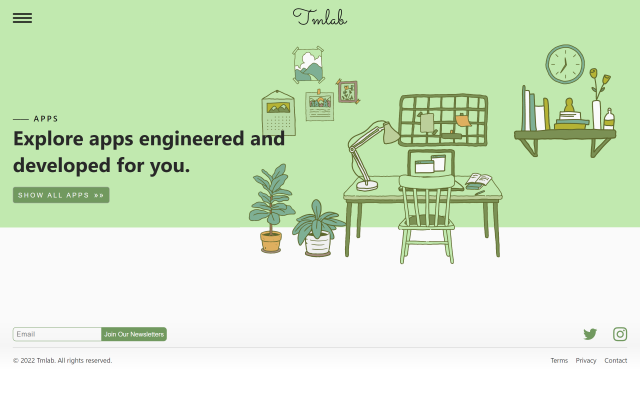 Tmlab
APPS
Explore apps engineered and
developed for you.
SHOW ALL APPS »»
Email
Join Our Newsletters
© 2022 Tmlab. All rights reserved.
Terms
Privacy
Contact